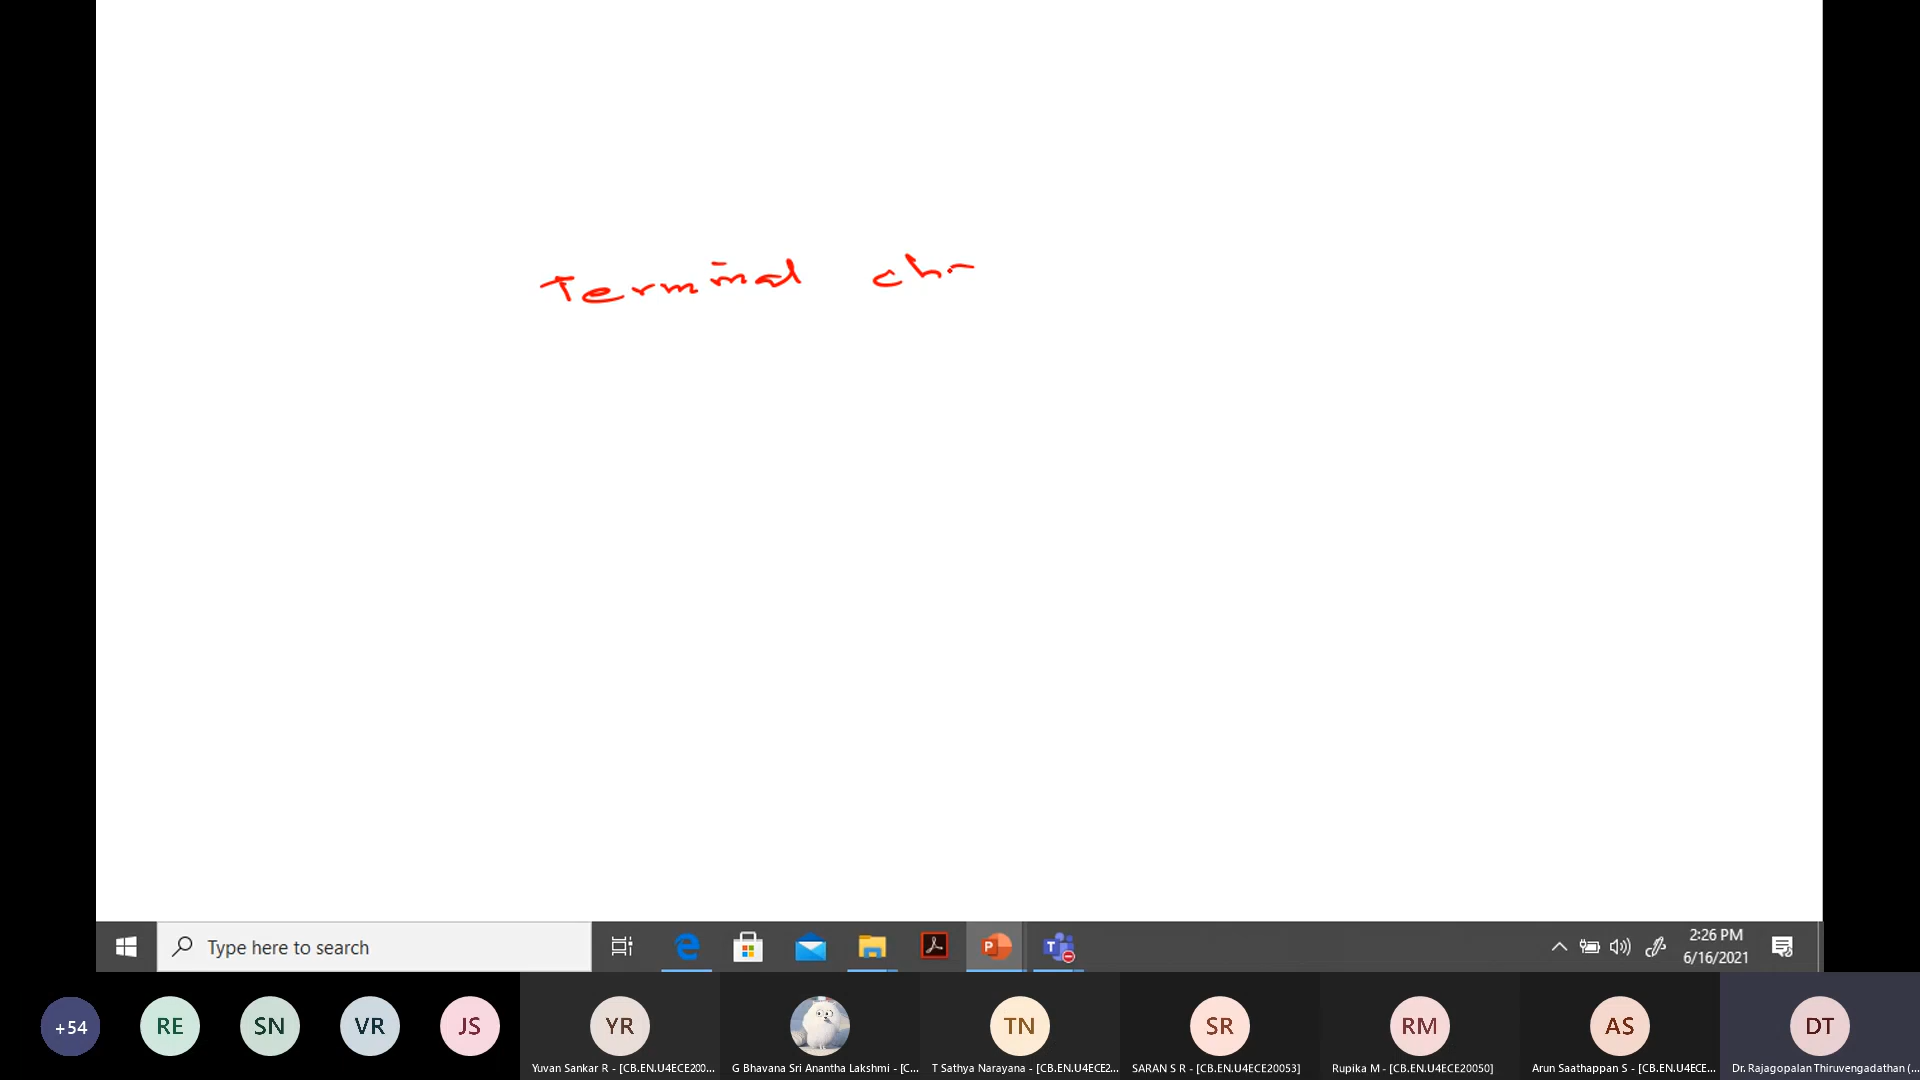 Terminal ch
Type here to search
2:26 PM
6/16/2021
+54
RE
SN
VR
JS
YR
TN
SR
RM
AS
DT
Yuvan Sankar R - [CB.EN.U4ECE200...
G Bhavana Sri Anantha Lakshmi - [C...
T Sathya Narayana - [CB.EN.U4ECE2...
SARAN S R - [CB.EN.U4ECE20053]
Rupika M - [CB.EN.U4ECE20050]
Arun Saathappan S - [CB.EN.U4ECE...
Dr. Rajagopalan Thiruvengadathan (...